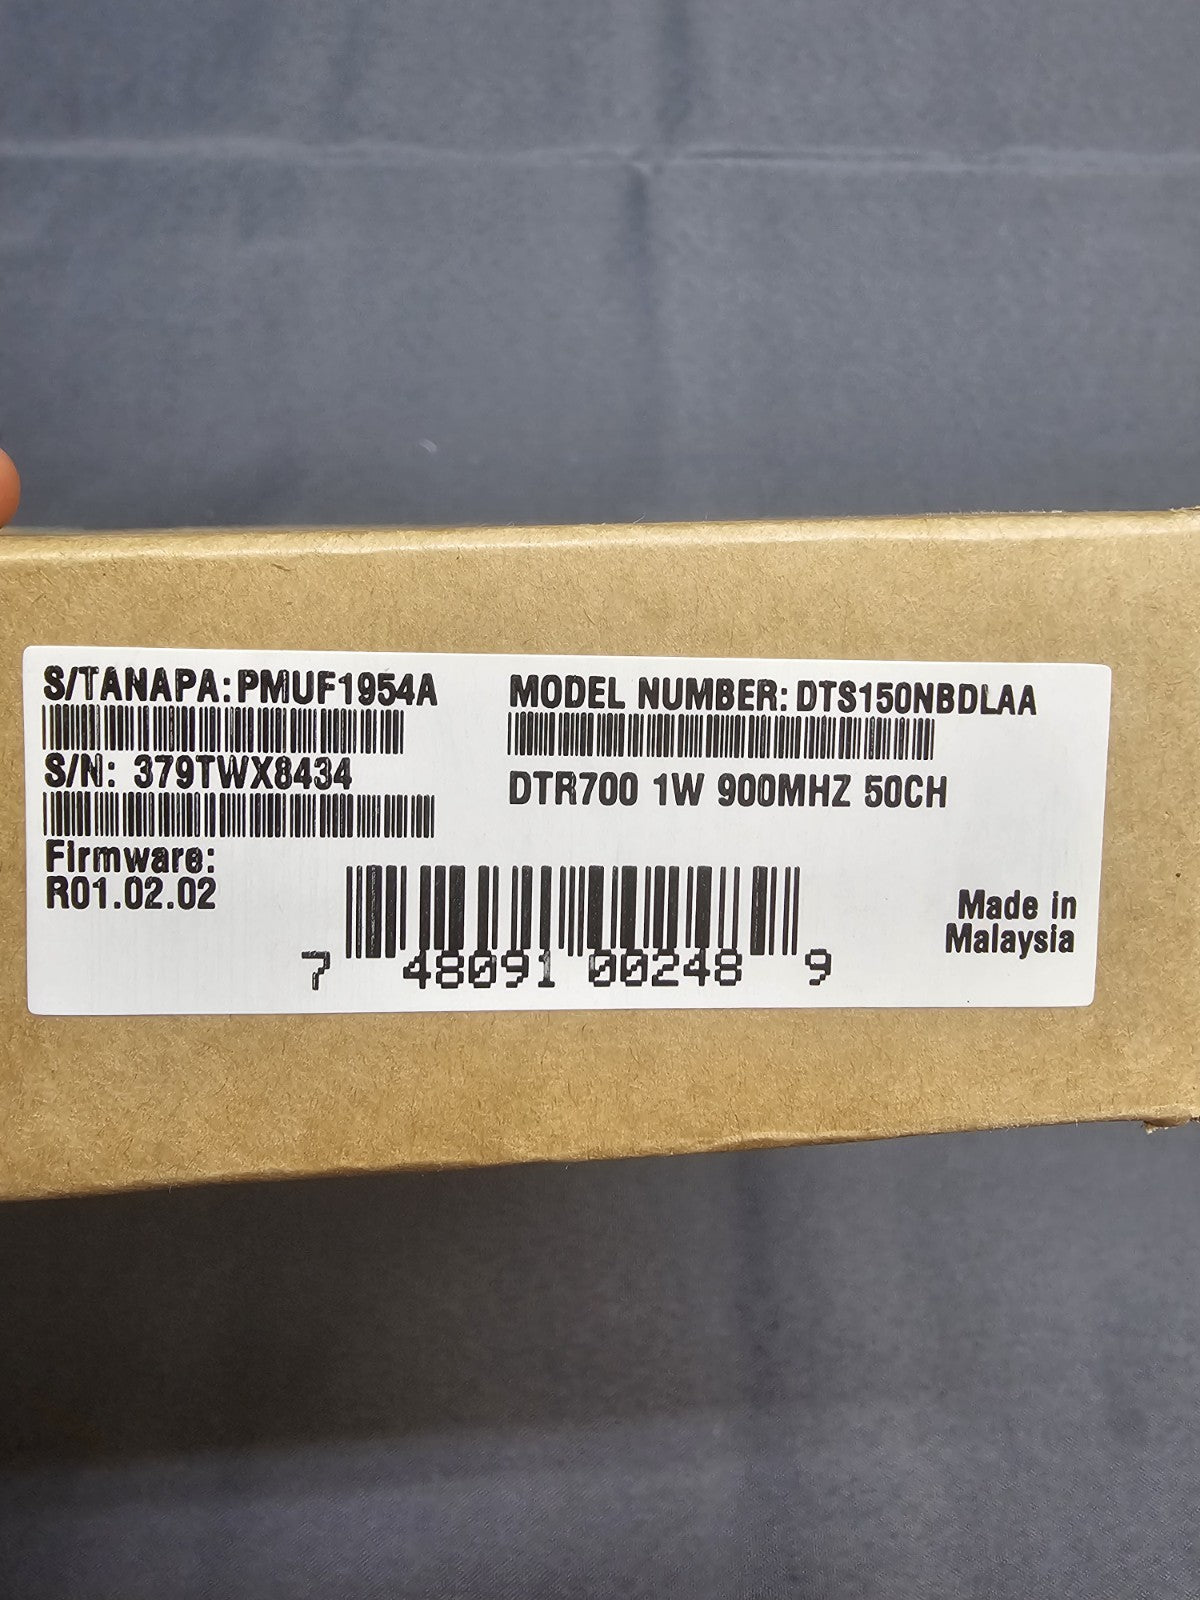 S/TANAPA: PMUF1954A
MODEL NUMBER: DTS150NBDLAA
S/N: 379TWX8434
DTR700 1W 900MHZ 50CH
Firmware:
R01.02.02
7 48091 00248 9
Made in
Malaysia